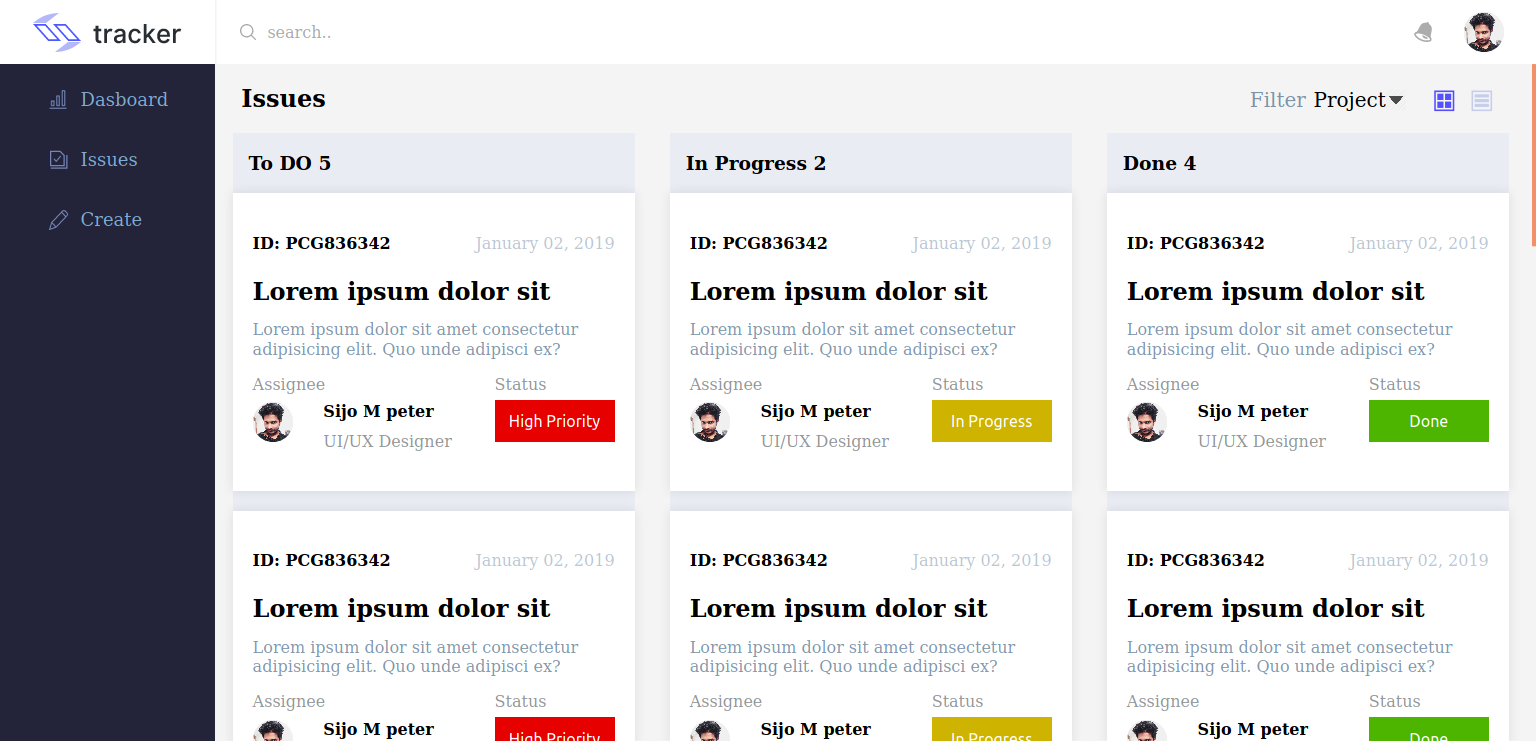 tracker
search..
Dasboard
Issues
Create
Issues
Filter Project
To DO 5
ID: PCG836342 January 02, 2019
Lorem ipsum dolor sit
Lorem ipsum dolor sit amet consectetur
adipisicing elit. Quo unde adipisci ex?
Assignee Status
Sijo M peter
UI/UX Designer
High Priority
ID: PCG836342 January 02, 2019
Lorem ipsum dolor sit
Lorem ipsum dolor sit amet consectetur
adipisicing elit. Quo unde adipisci ex?
Assignee Status
Sijo M peter
High Priority
In Progress 2
ID: PCG836342 January 02, 2019
Lorem ipsum dolor sit
Lorem ipsum dolor sit amet consectetur
adipisicing elit. Quo unde adipisci ex?
Assignee Status
Sijo M peter
UI/UX Designer
In Progress
ID: PCG836342 January 02, 2019
Lorem ipsum dolor sit
Lorem ipsum dolor sit amet consectetur
adipisicing elit. Quo unde adipisci ex?
Assignee Status
Sijo M peter
In Progress
Done 4
ID: PCG836342 January 02, 2019
Lorem ipsum dolor sit
Lorem ipsum dolor sit amet consectetur
adipisicing elit. Quo unde adipisci ex?
Assignee Status
Sijo M peter
UI/UX Designer
Done
ID: PCG836342 January 02, 2019
Lorem ipsum dolor sit
Lorem ipsum dolor sit amet consectetur
adipisicing elit. Quo unde adipisci ex?
Assignee Status
Sijo M peter
Done